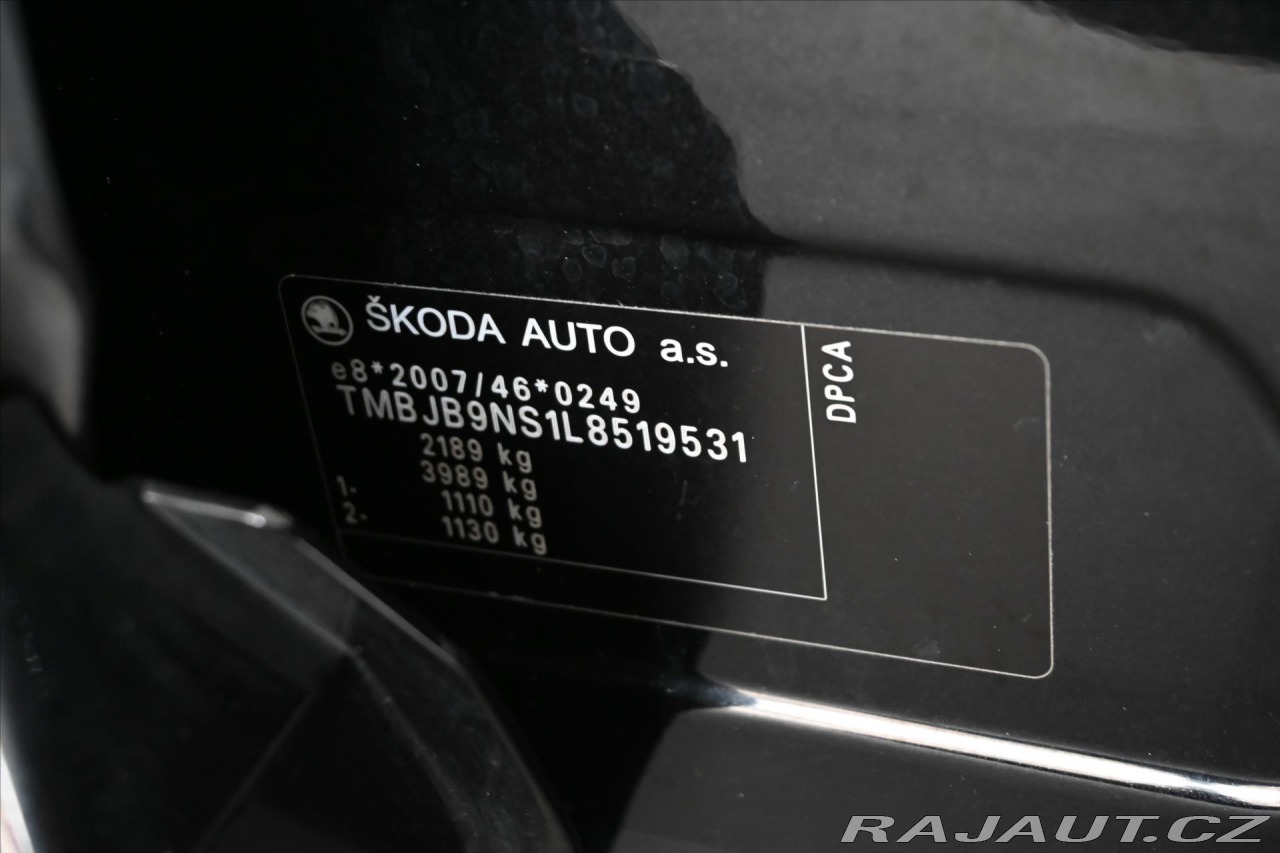 ŠKODA AUTO a.s.
e8*2007/46*0249
TMBJB9NS1L8519531
2189 kg
3989 kg
1- 1110 kg
2- 1130 kg
DPCA
RAJAUT.CZ